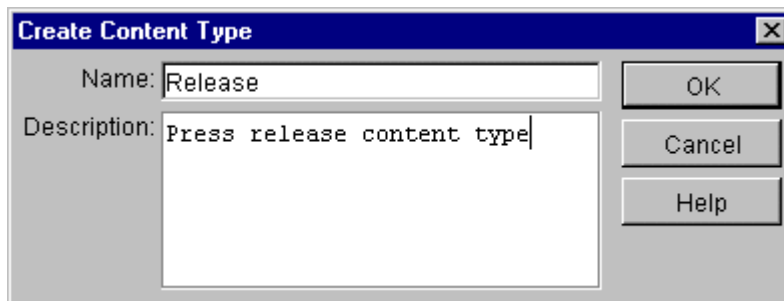 Create Content Type
Name: Release
OK
Description: Press release content type
Cancel
Help